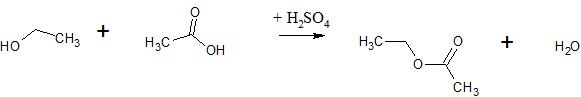 HO CH₃ + H₃C O OH + H₂SO₄ H₃C O O CH₃ + H₂O